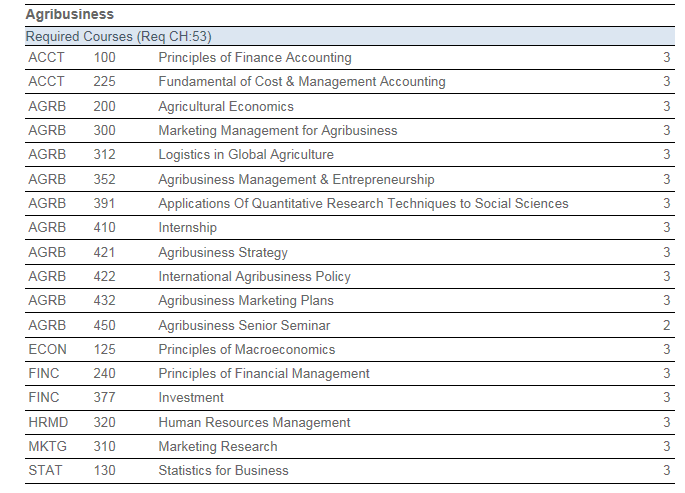 Agribusiness
Required Courses (Req CH:53)
ACCT 100 Principles of Finance Accounting 3
ACCT 225 Fundamental of Cost & Management Accounting 3
AGRB 200 Agricultural Economics 3
AGRB 300 Marketing Management for Agribusiness 3
AGRB 312 Logistics in Global Agriculture 3
AGRB 352 Agribusiness Management & Entrepreneurship 3
AGRB 391 Applications Of Quantitative Research Techniques to Social Sciences 3
AGRB 410 Internship 3
AGRB 421 Agribusiness Strategy 3
AGRB 422 International Agribusiness Policy 3
AGRB 432 Agribusiness Marketing Plans 3
AGRB 450 Agribusiness Senior Seminar 2
ECON 125 Principles of Macroeconomics 3
FINC 240 Principles of Financial Management 3
FINC 377 Investment 3
HRMD 320 Human Resources Management 3
MKTG 310 Marketing Research 3
STAT 130 Statistics for Business 3